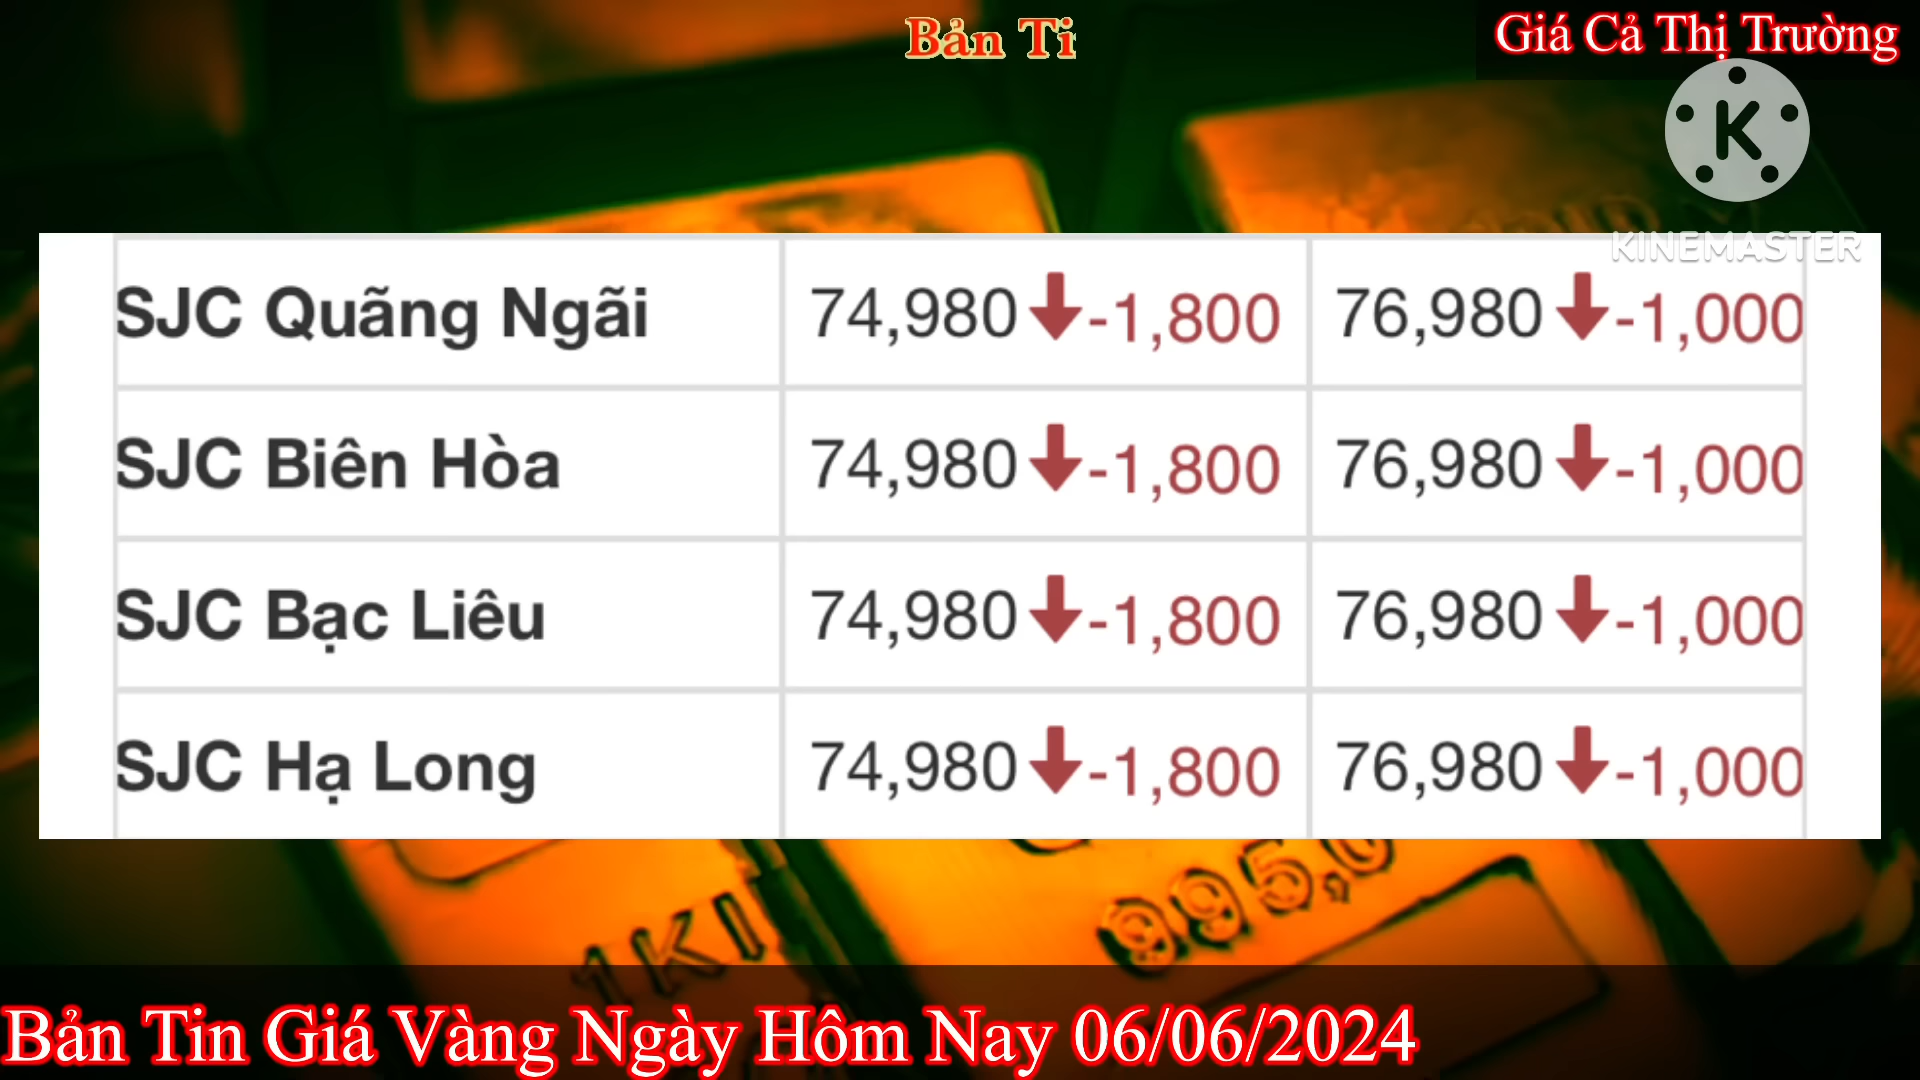 Bản Ti
Giá Cả Thị Trường
K
KINEMASTER
SJC Quãng Ngãi 74,980 -1,800 76,980 -1,000
SJC Biên Hòa 74,980 -1,800 76,980 -1,000
SJC Bạc Liêu 74,980 -1,800 76,980 -1,000
SJC Hạ Long 74,980 -1,800 76,980 -1,000
995,0
1KI
Bản Tin Giá Vàng Ngày Hôm Nay 06/06/2024